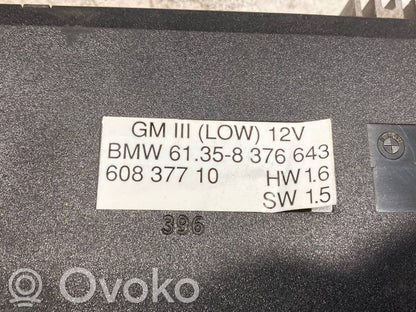 GM III (LOW) 12V
BMW 61.35-8 376 643
608 377 10 HW 1.6
SW 1.5
396
© Ovoko © Ovoko